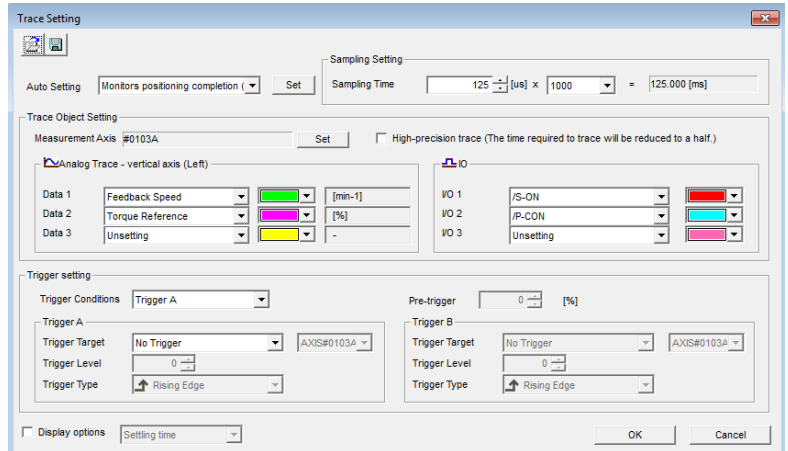 Trace Setting
Auto Setting Monitors positioning completion ( Set
Sampling Setting
Sampling Time 125 [us] x 1000 = 125.000 [ms]
Trace Object Setting
Measurement Axis #0103A Set High-precision trace (The time required to trace will be reduced to a half.)
Analog Trace - vertical axis (Left)
Data 1 Feedback Speed [min-1]
Data 2 Torque Reference [%]
Data 3 Unsetting -
IO
I/O 1 /S-ON
I/O 2 /P-CON
I/O 3 Unsetting
Trigger setting
Trigger Conditions Trigger A Pre-trigger 0 [%]
Trigger A
Trigger Target No Trigger AXIS#0103A
Trigger Level 0
Trigger Type Rising Edge
Trigger B
Trigger Target No Trigger AXIS#0103A
Trigger Level 0
Trigger Type Rising Edge
Display options Settling time OK Cancel